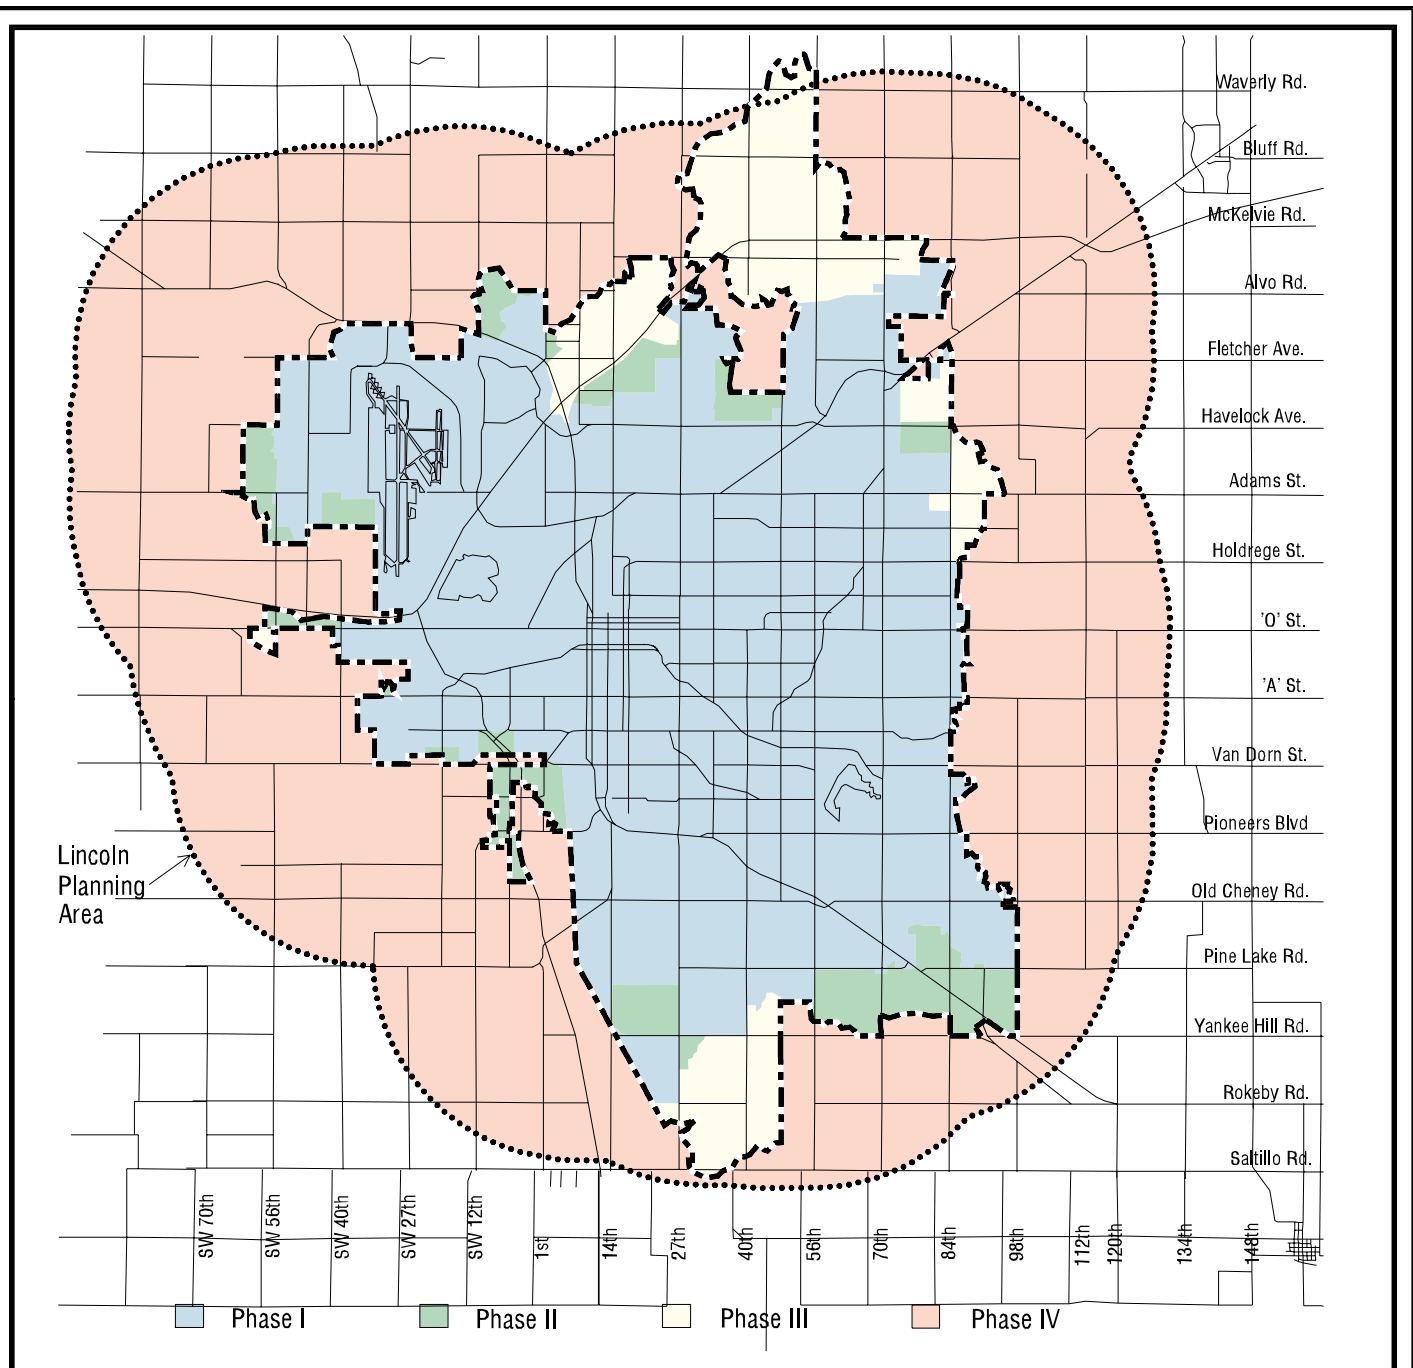 Waverly Rd.
Bluff Rd.
McKelvie Rd.
Alvo Rd.
Fletcher Ave.
Havelock Ave.
Adams St.
Holdrege St.
'O' St.
'A' St.
Van Dorn St.
Pioneers Blvd
Lincoln
Planning
Area
Old Cheney Rd.
Pine Lake Rd.
Yankee Hill Rd.
Rokeby Rd.
Saltillo Rd.
SW 70th
SW 56th
SW 40th
SW 27th
SW 12th
1st
14th
27th
40th
56th
70th
84th
98th
112th
120th
134th
148th
Phase I
Phase II
Phase III
Phase IV